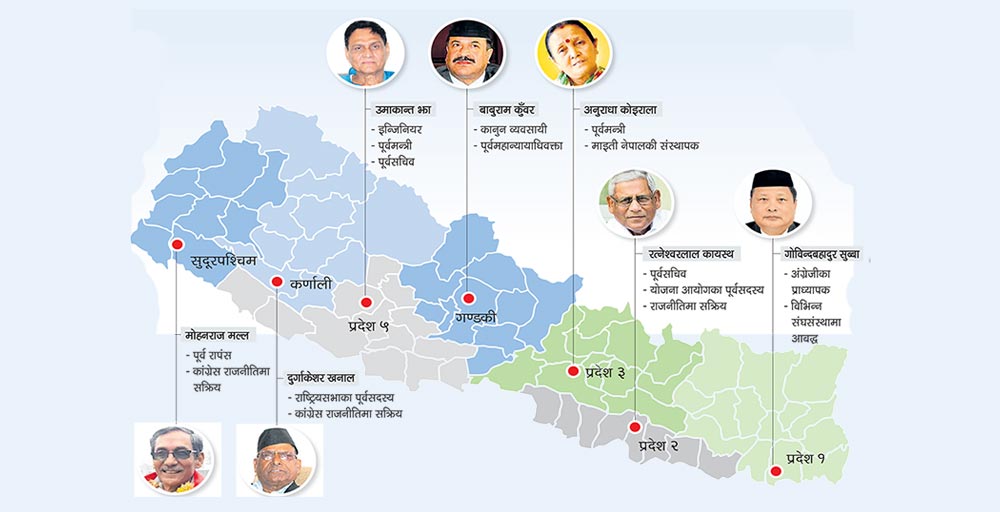 उमाकान्त झा
- इन्जिनियर
- पूर्वमन्त्री
- पूर्वसचिव
बाबुराम कुँवर
- कानुन व्यवसायी
- पूर्वमहान्यायाधिवक्ता
अनुराधा कोइराला
- पूर्वमन्त्री
- माइती नेपालकी संस्थापक
रत्नेश्वरलाल कायस्थ
- पूर्वसचिव
- योजना आयोगका पूर्वसदस्य
- राजनीतिमा सक्रिय
गोविन्दबहादुर सुब्बा
- अंग्रेजीका
प्राध्यापक
- विभिन्न
संघसंस्थामा
आवद्ध
सुदूरपश्चिम
कर्णाली
प्रदेश ५
गण्डकी
प्रदेश ३
प्रदेश २
प्रदेश १
मोहनराज मल्ल
- पूर्व रापंस
- कांग्रेस राजनीतिमा
सक्रिय
दुर्गाकेशर खनाल
- राष्ट्रियसभाका पूर्वसदस्य
- कांग्रेस राजनीतिमा सक्रिय